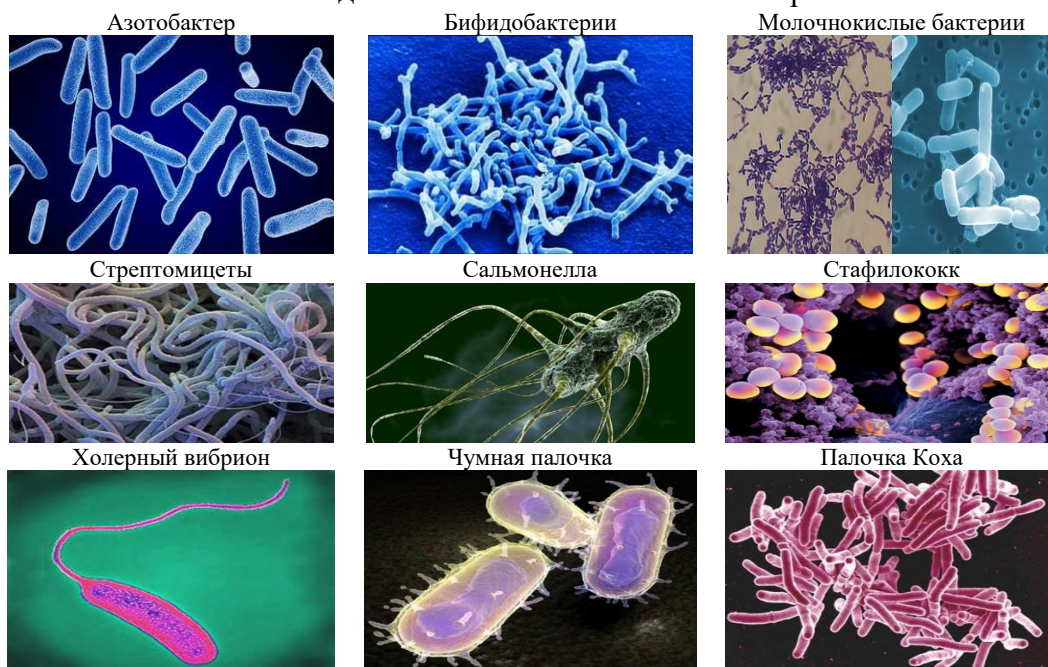 Азотобактер
Бифидобактерии
Молочнокислые бактерии
Стрептомицеты
Сальмонелла
Стафилококк
Холерный вибрион
Чумная палочка
Палочка Коха